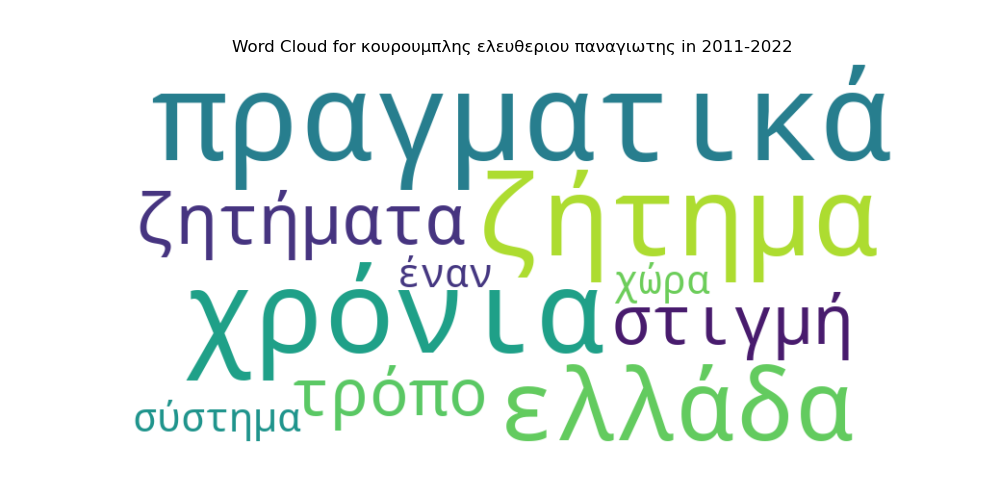 Word Cloud for κουρουμπλης ελευθεριου παναγιωτης in 2011-2022
πραγματικά
ζητήματα ζήτημα
έναν χώρα
χρόνια στιγμή
τρόπο ελλάδα
σύστημα